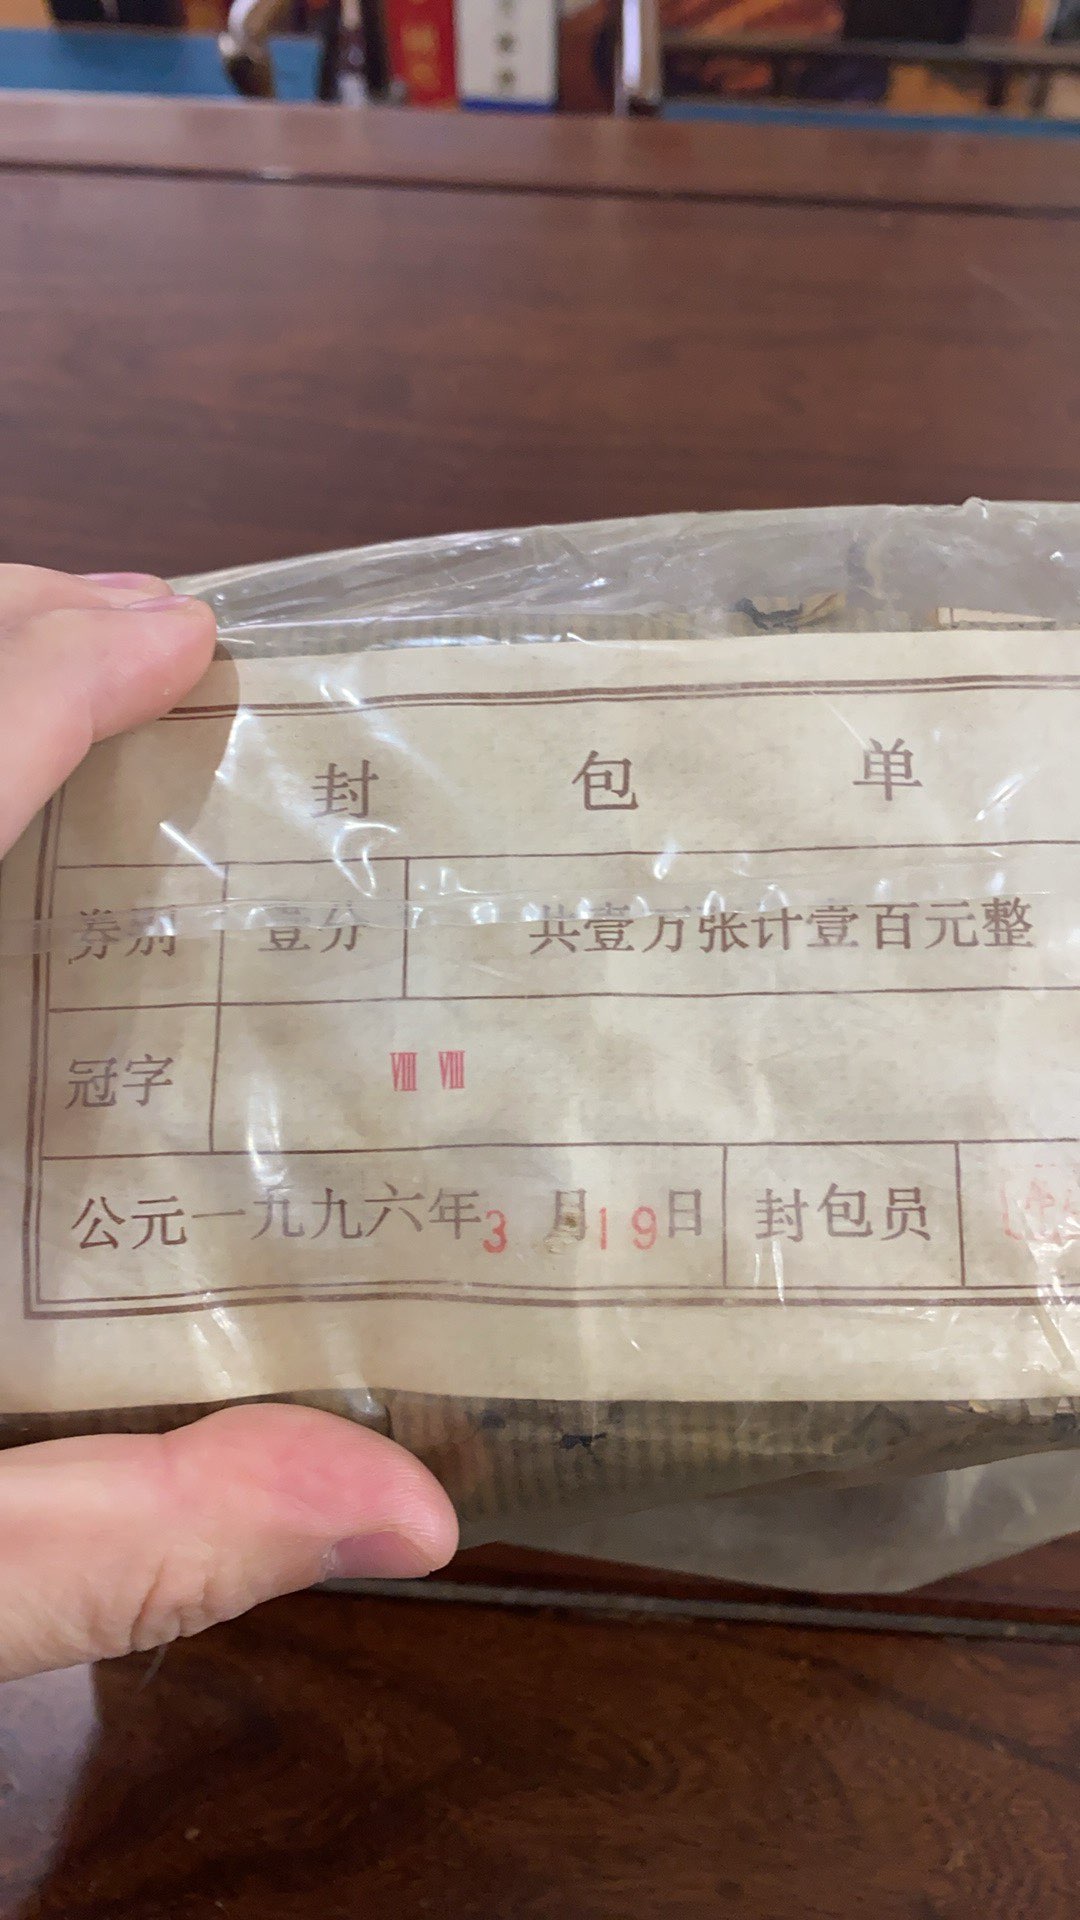 封 包 单
券别 壹分 共壹万张计壹百元整
冠字 Ⅷ Ⅷ
公元一九九六年3月19日 封包员